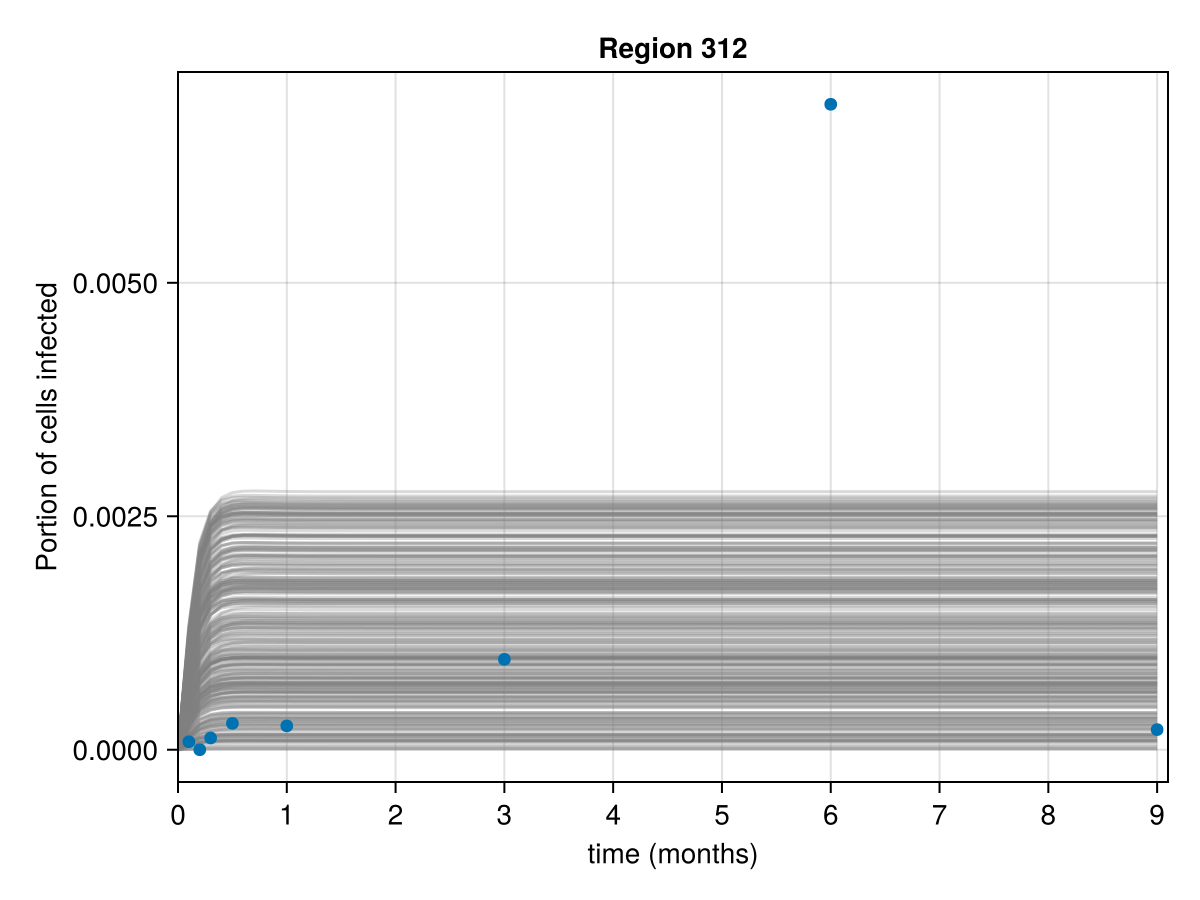 Region 312
Portion of cells infected
0.0050
0.0025
0.0000
0 1 2 3 4 5 6 7 8 9
time (months)